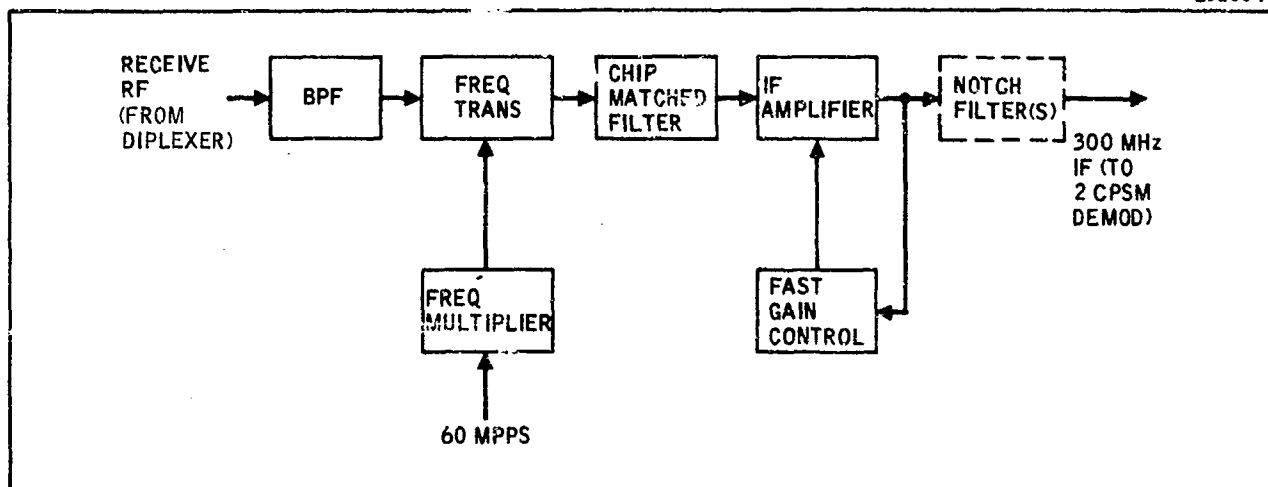 RECEIVE
RF
(FROM
DIPLEXER)
BPF
FREQ
TRANS
CHIP
MATCHED
FILTER
IF
AMPLIFIER
NOTCH
FILTER(S)
300 MHz
IF (TO
2 CPSM
DEMOD)
FREQ
MULTIPLIER
FAST
GAIN
CONTROL
60 MPPS